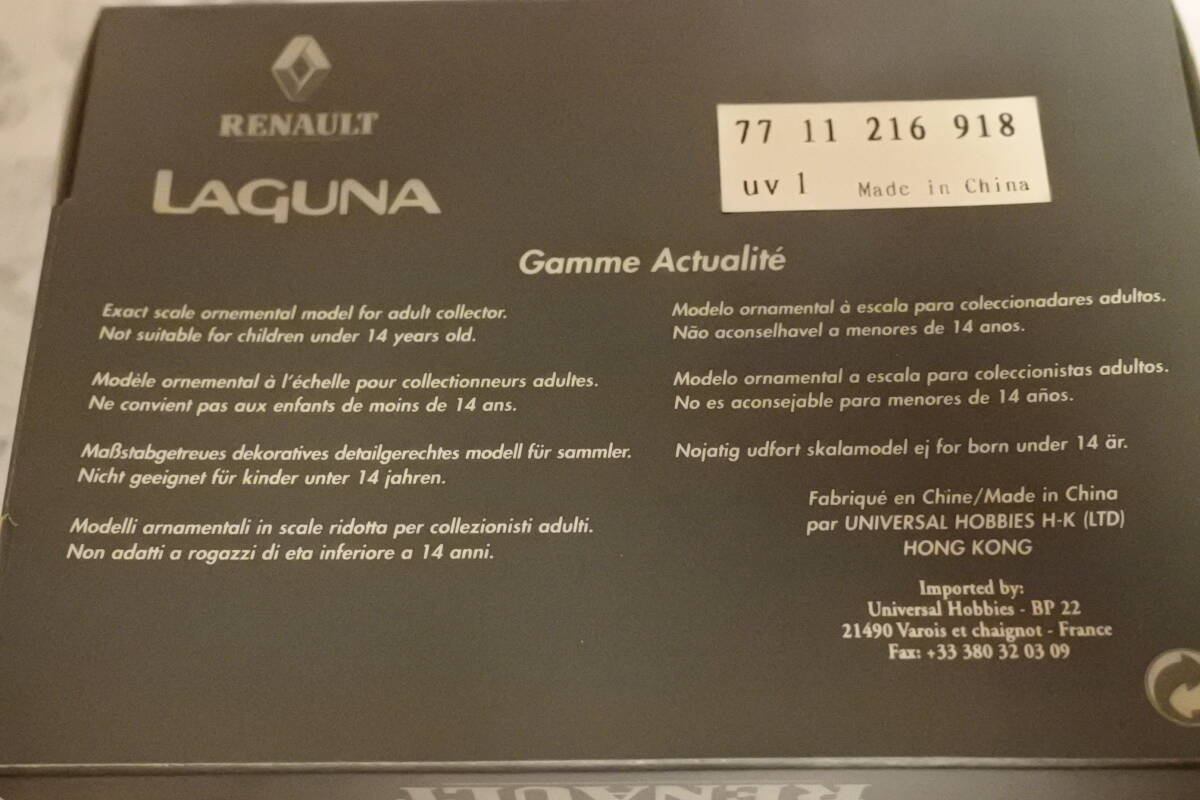 RENAULT
LAGUNA
77 11 216 918
uv 1 Made in China
Gamme Actualité
Exact scale ornemental model for adult collector.
Not suitable for children under 14 years old.
Modèle ornemental à l'échelle pour collectionneurs adultes.
Ne convient pas aux enfants de moins de 14 ans.
Maßstabgetreues dekoratives detailgerechtes modell für sammler.
Nicht geeignet für kinder unter 14 jahren.
Modelli arnamentali in scale ridotta per collezionisti adulti.
Non adatti a rogazzi di eta inferiore a 14 anni.
Modelo ornamental à escala para coleccionadares adultos.
Não aconselhavel a menores de 14 anos.
Modelo ornamental a escala para coleccionistas adultos.
No es aconsejable para menores de 14 años.
Nojatig udfort skalamodel ej for born under 14 är.
Fabriqué en Chine/Made in China
par UNIVERSAL HOBBIES H-K (LTD)
HONG KONG
Imported by:
Universal Hobbies - BP 22
21490 Varois et chaignot - France
Fax: +33 380 32 03 09
RENAULT